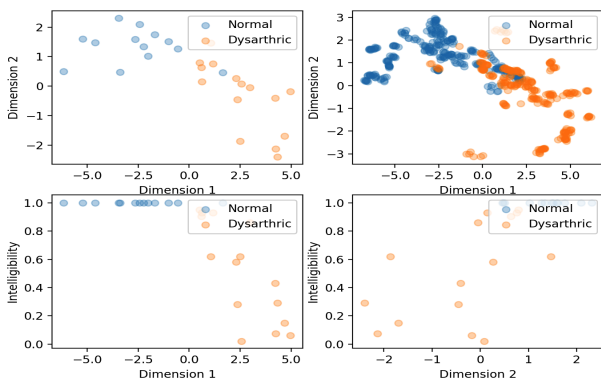 Normal
Dysarthric
Dimension 2
2
1
0
−1
−2
−5.0
−2.5
0.0
2.5
5.0
Dimension 1
Normal
Dysarthric
Dimension 2
3
2
1
0
−1
−2
−3
−5.0
−2.5
0.0
2.5
5.0
Dimension 1
Normal
Dysarthric
Intelligibility
1.0
0.8
0.6
0.4
0.2
0.0
−5.0
−2.5
0.0
2.5
5.0
Dimension 1
Normal
Dysarthric
Intelligibility
1.0
0.8
0.6
0.4
0.2
0.0
−2
−1
0
1
2
Dimension 2